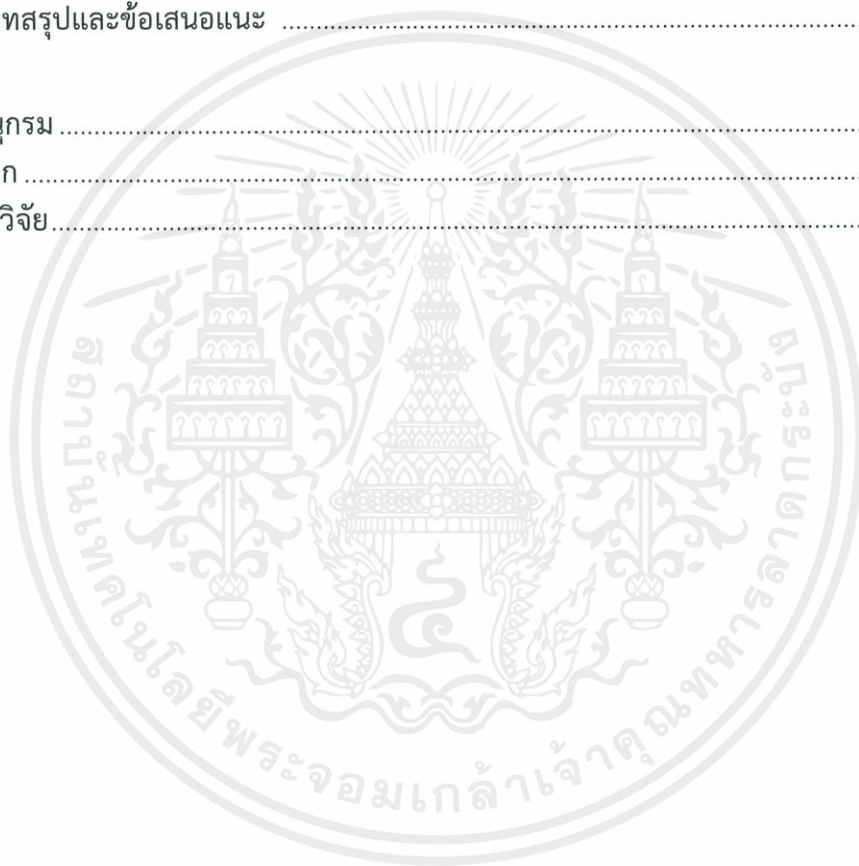 ทสรุปและข้อเสนอแนะ ................................................................
นุกรม ................................................................
ก ................................................................
วิจัย ................................................................
สถาบันเทคโนโลยีพระจอมเกล้าเจ้าคุณทหารลาดกระบัง
๔